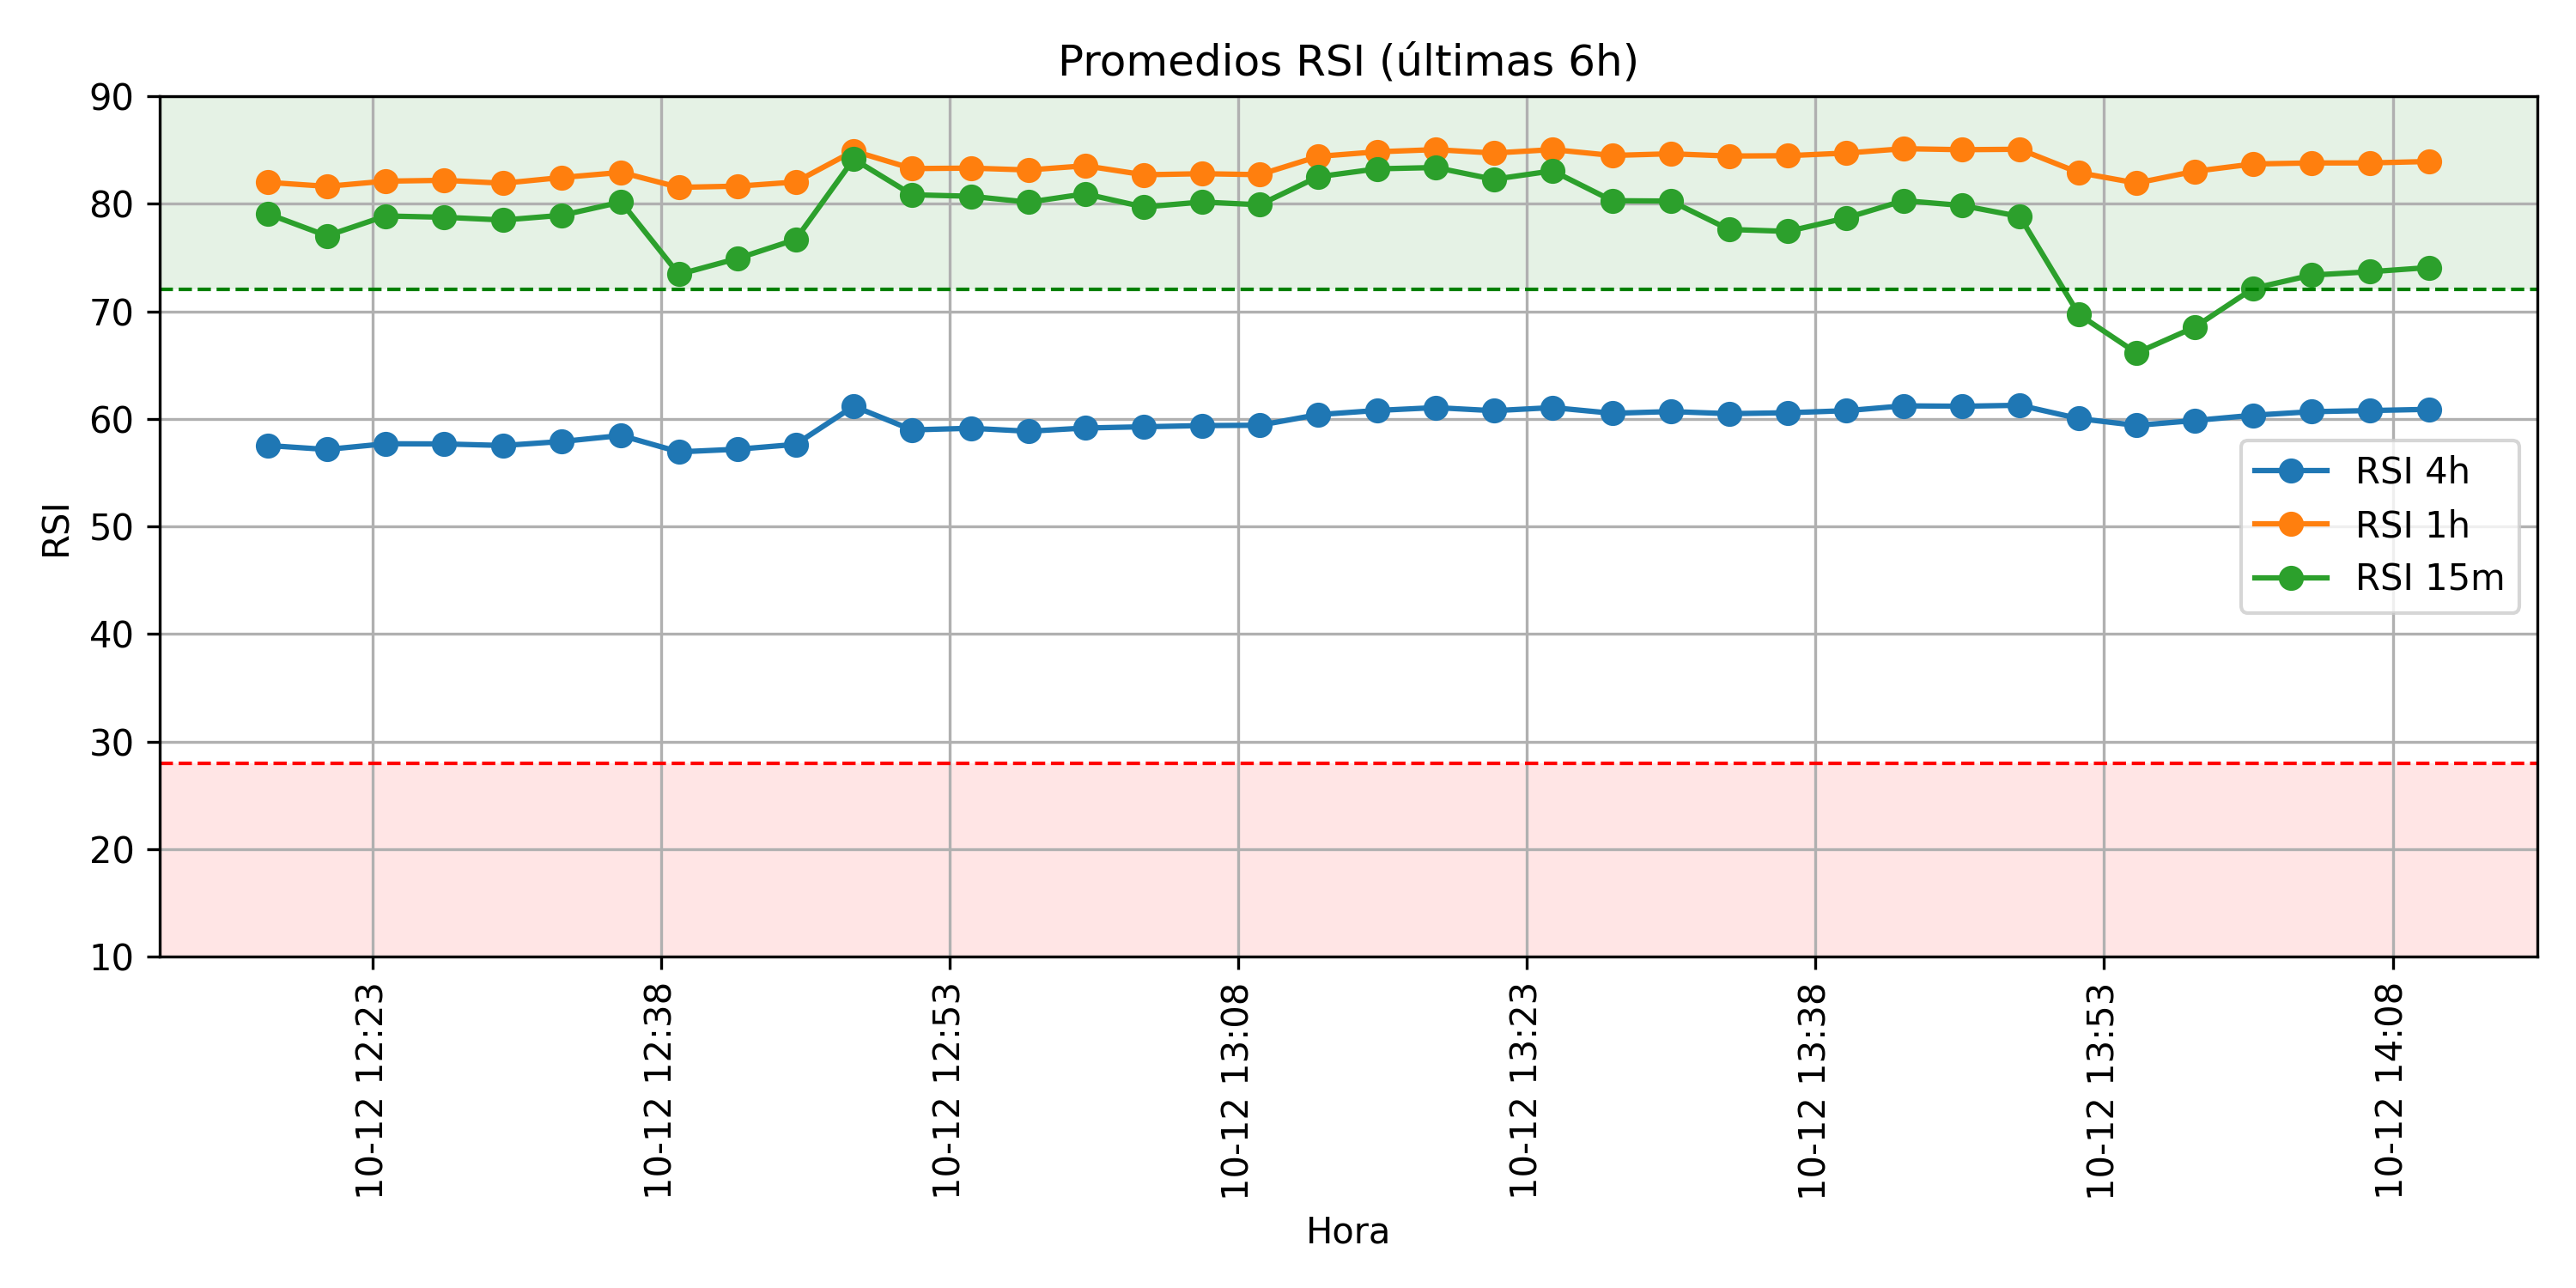 Promedios RSI (últimas 6h)
90
80
70
60
50
40
30
20
10
RSI
RSI 4h
RSI 1h
RSI 15m
10-12 12:23
10-12 12:38
10-12 12:53
10-12 13:08
10-12 13:23
10-12 13:38
10-12 13:53
10-12 14:08
Hora